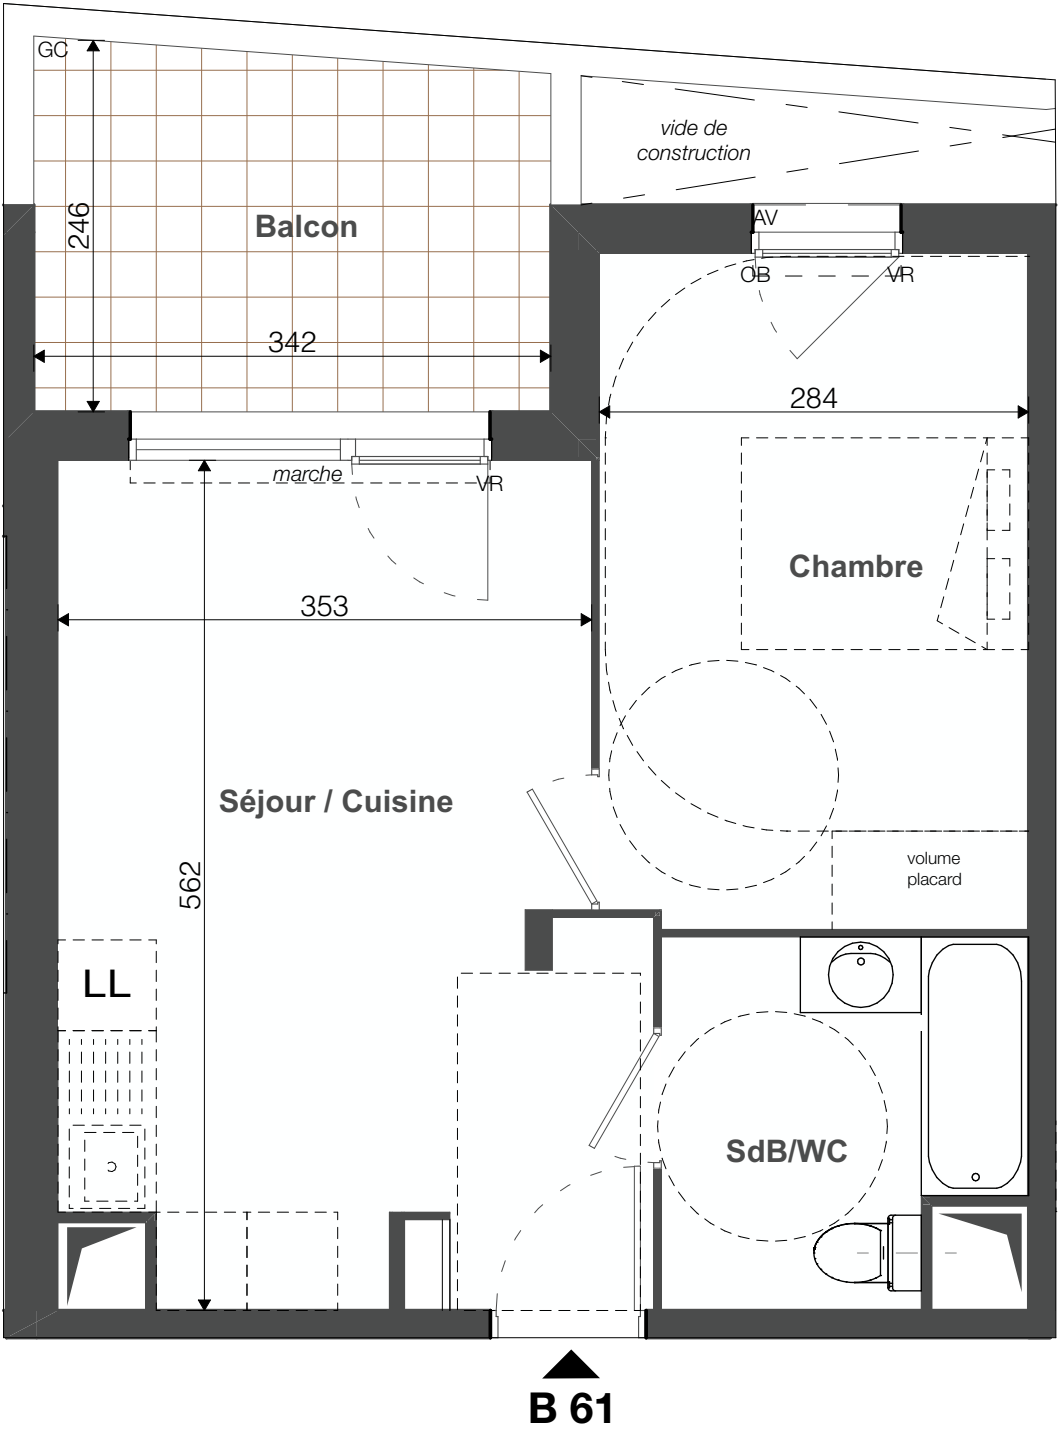 GC
vide de
construction
246
Balcon
AV
OB
VR
342
284
marche
VR
Chambre
353
Séjour / Cuisine
562
volume
placard
LL
SdB/WC
B 61